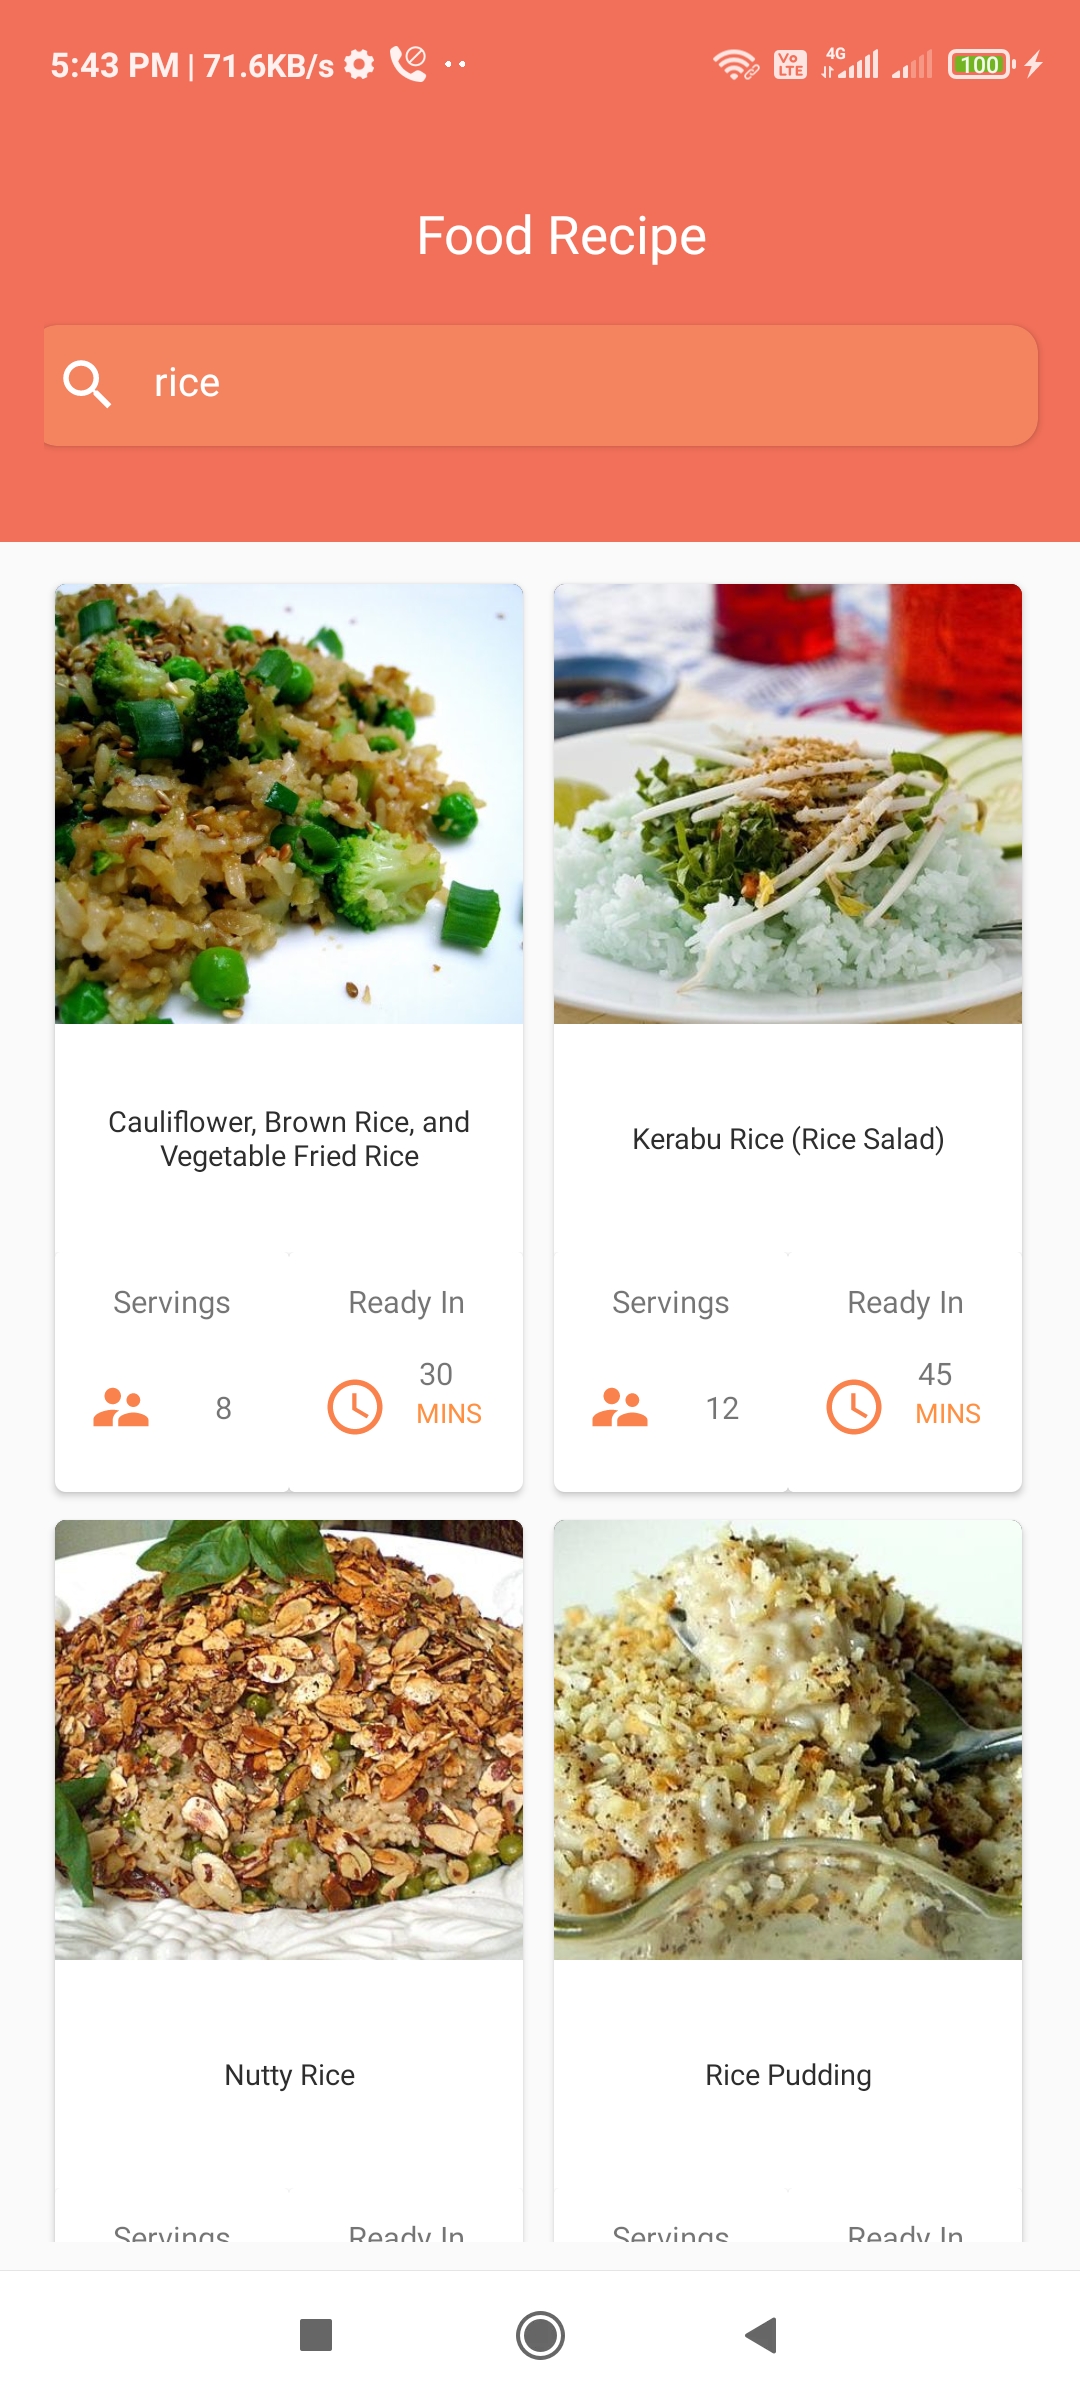 5:43 PM | 71.6KB/s
Vo LTE 4G 100
Food Recipe
rice
Cauliflower, Brown Rice, and
Vegetable Fried Rice
Servings Ready In
8 30 MINS
Kerabu Rice (Rice Salad)
Servings Ready In
12 45 MINS
Nutty Rice
Servings Ready In
Rice Pudding
Servings Ready In